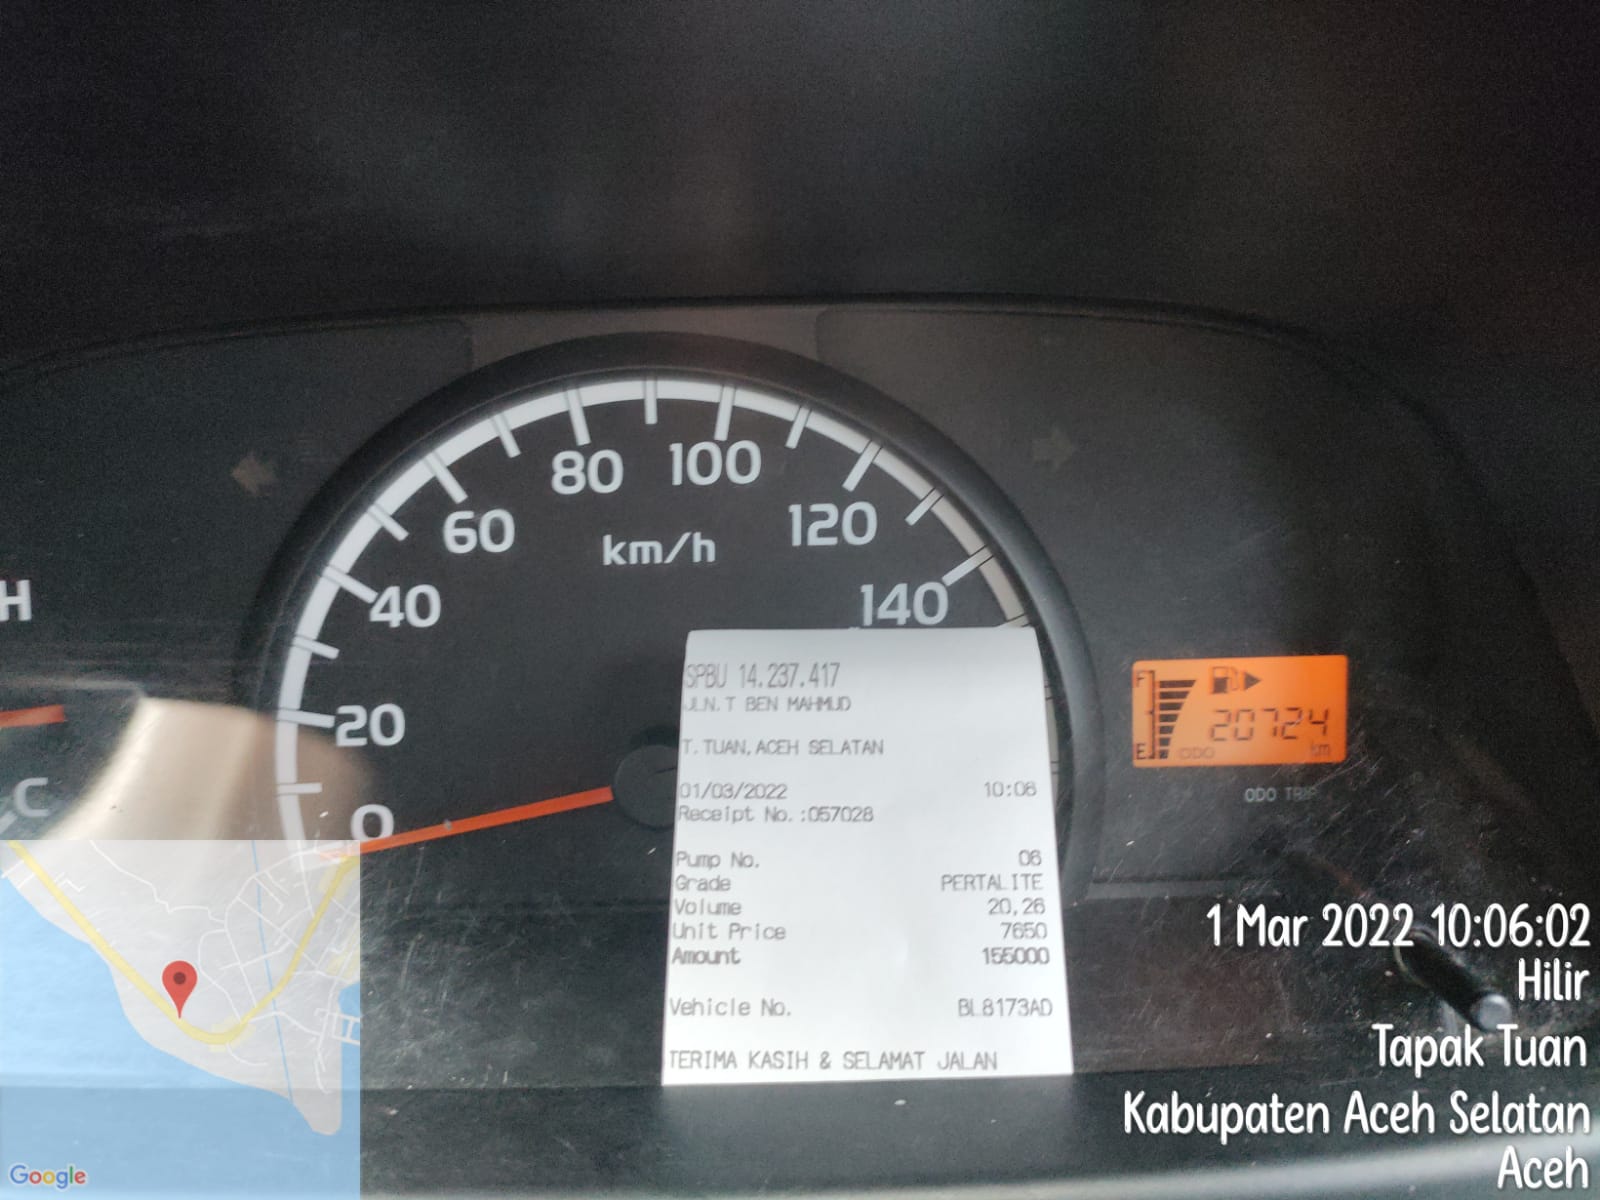 80 100
60
120
km/h
40
140
H
20
C
0
F
20724
E
ODO
km
ODO TRIP
SPBU 14.237.417
JLN.T BEN MAHMUD
T.TUAN,ACEH SELATAN
01/03/2022 10:06
Receipt No.:057028
Pump No. 06
Grade PERTALITE
Volume 20,26
Unit Price 7650
Amount 155000
Vehicle No. BL8173AD
TERIMA KASIH & SELAMAT JALAN
1 Mar 2022 10:06:02
Hilir
Tapak Tuan
Kabupaten Aceh Selatan
Aceh
Google